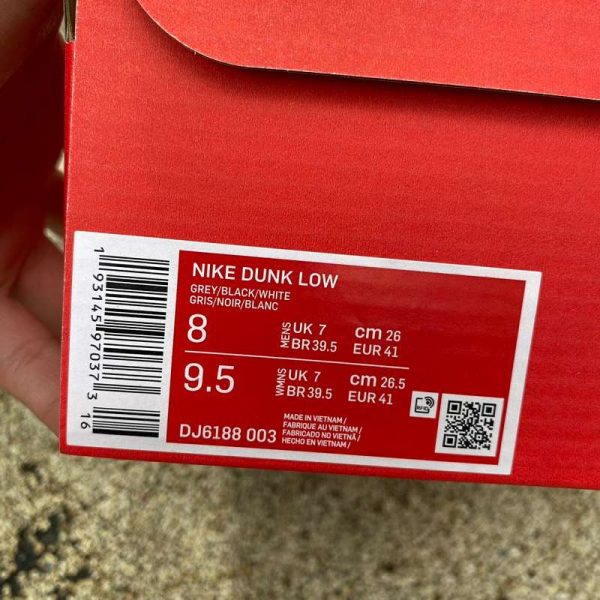 NIKE DUNK LOW
GREY/BLACK/WHITE
GRIS/NOIR/BLANC
8 MENS UK 7 cm 26
BR 39.5 EUR 41
9.5 WMNS UK 7 cm 26.5
BR 39.5 EUR 41
DJ6188 003
MADE IN VIETNAM /
FABRIQUE AU VIETNAM /
FABRICADO NO VIETNÃ /
HECHO EN VIETNAM /
RFID
1 93145 97037 3 16